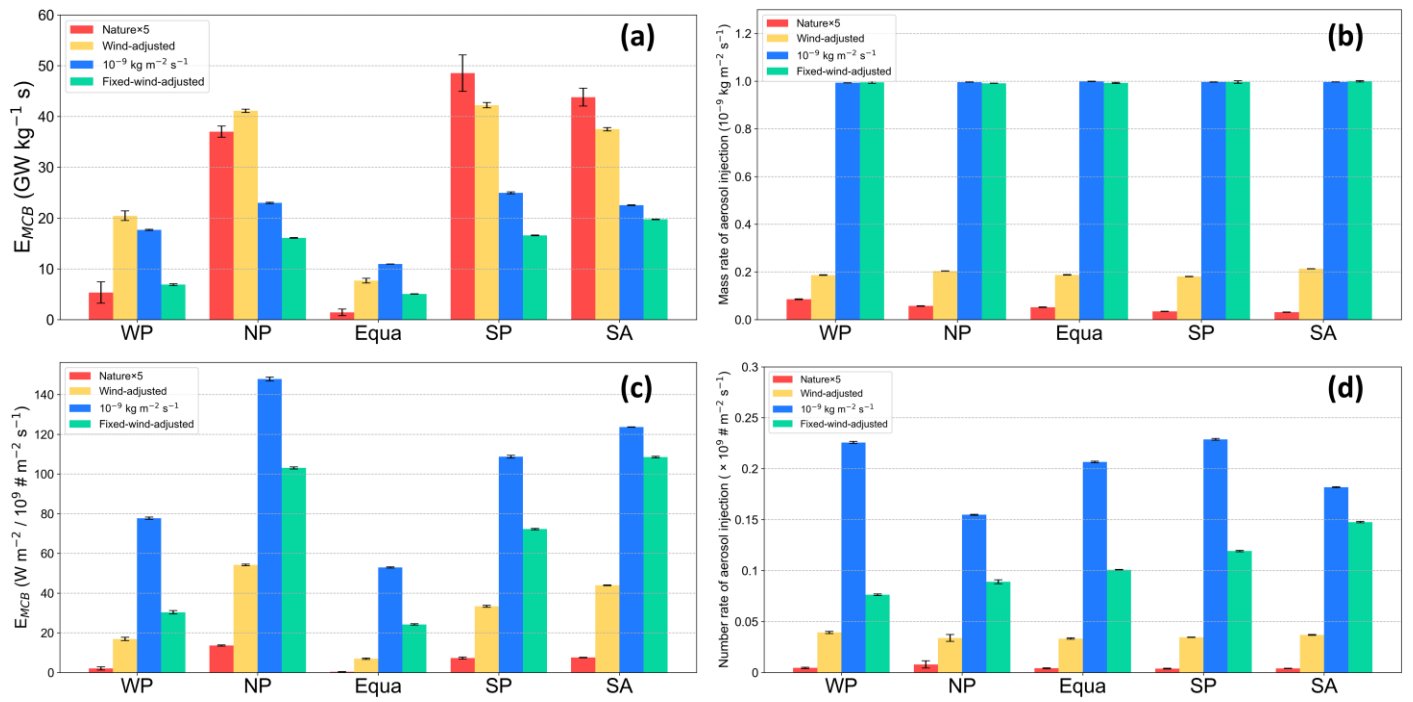 (a)
E_MCB (GW kg⁻¹ s)
60
50
40
30
20
10
0
Nature×5
Wind-adjusted
10⁻⁹ kg m⁻² s⁻¹
Fixed-wind-adjusted
WP NP Equa SP SA
(b)
Mass rate of aerosol injection (10⁻⁹ kg m⁻² s⁻¹)
1.2
1.0
0.8
0.6
0.4
0.2
0.0
Nature×5
Wind-adjusted
10⁻⁹ kg m⁻² s⁻¹
Fixed-wind-adjusted
WP NP Equa SP SA
(c)
E_MCB (W m⁻² / 10⁹ # m⁻² s⁻¹)
140
120
100
80
60
40
20
0
Nature×5
Wind-adjusted
10⁻⁹ kg m⁻² s⁻¹
Fixed-wind-adjusted
WP NP Equa SP SA
(d)
Number rate of aerosol injection ( × 10⁹ # m⁻² s⁻¹)
0.3
0.25
0.2
0.15
0.1
0.05
0
Nature×5
Wind-adjusted
10⁻⁹ kg m⁻² s⁻¹
Fixed-wind-adjusted
WP NP Equa SP SA